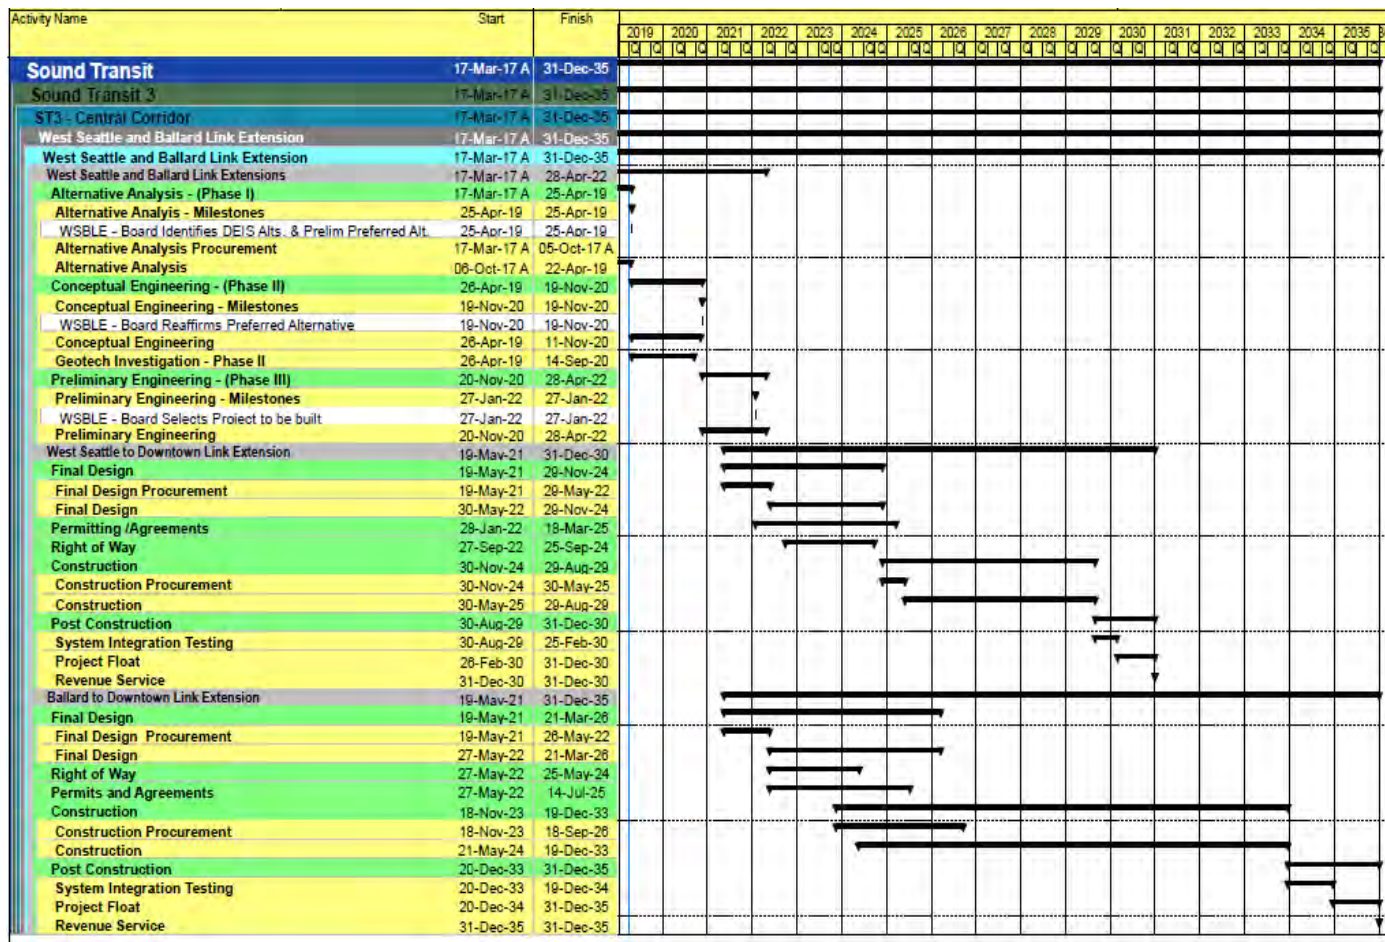 Activity Name Start Finish
2019 2020 2021 2022 2023 2024 2025 2026 2027 2028 2029 2030 2031 2032 2033 2034 2035
Sound Transit 17-Mar-17 A 31-Dec-35
Sound Transit 3 17-Mar-17 A 31-Dec-35
ST3 - Central Corridor 17-Mar-17 A 31-Dec-35
West Seattle and Ballard Link Extension 17-Mar-17 A 31-Dec-35
West Seattle and Ballard Link Extension 17-Mar-17 A 31-Dec-35
West Seattle and Ballard Link Extensions 17-Mar-17 A 28-Apr-22
Alternative Analysis - (Phase I) 17-Mar-17 A 25-Apr-19
Alternative Analyis - Milestones 25-Apr-19 25-Apr-19
WSBLE - Board Identifies DEIS Alts. & Prelim Preferred Alt. 25-Apr-19 25-Apr-19
Alternative Analysis Procurement 17-Mar-17 A 05-Oct-17 A
Alternative Analysis 06-Oct-17 A 22-Apr-19
Conceptual Engineering - (Phase II) 26-Apr-19 19-Nov-20
Conceptual Engineering - Milestones 19-Nov-20 19-Nov-20
WSBLE - Board Reaffirms Preferred Alternative 19-Nov-20 19-Nov-20
Conceptual Engineering 26-Apr-19 11-Nov-20
Geotech Investigation - Phase II 26-Apr-19 14-Sep-20
Preliminary Engineering - (Phase III) 20-Nov-20 28-Apr-22
Preliminary Engineering - Milestones 27-Jan-22 27-Jan-22
WSBLE - Board Selects Project to be built 27-Jan-22 27-Jan-22
Preliminary Engineering 20-Nov-20 28-Apr-22
West Seattle to Downtown Link Extension 19-May-21 31-Dec-30
Final Design 19-May-21 29-Nov-24
Final Design Procurement 19-May-21 29-May-22
Final Design 30-May-22 29-Nov-24
Permitting /Agreements 28-Jan-22 18-Mar-25
Right of Way 27-Sep-22 25-Sep-24
Construction 30-Nov-24 29-Aug-29
Construction Procurement 30-Nov-24 30-May-25
Construction 30-May-25 29-Aug-29
Post Construction 30-Aug-29 31-Dec-30
System Integration Testing 30-Aug-29 25-Feb-30
Project Float 26-Feb-30 31-Dec-30
Revenue Service 31-Dec-30 31-Dec-30
Ballard to Downtown Link Extension 19-May-21 31-Dec-35
Final Design 19-May-21 21-Mar-26
Final Design Procurement 19-May-21 26-May-22
Final Design 27-May-22 21-Mar-26
Right of Way 27-May-22 25-May-24
Permits and Agreements 27-May-22 14-Jul-25
Construction 18-Nov-23 19-Dec-33
Construction Procurement 18-Nov-23 18-Sep-26
Construction 21-May-24 19-Dec-33
Post Construction 20-Dec-33 31-Dec-35
System Integration Testing 20-Dec-33 19-Dec-34
Project Float 20-Dec-34 31-Dec-35
Revenue Service 31-Dec-35 31-Dec-35